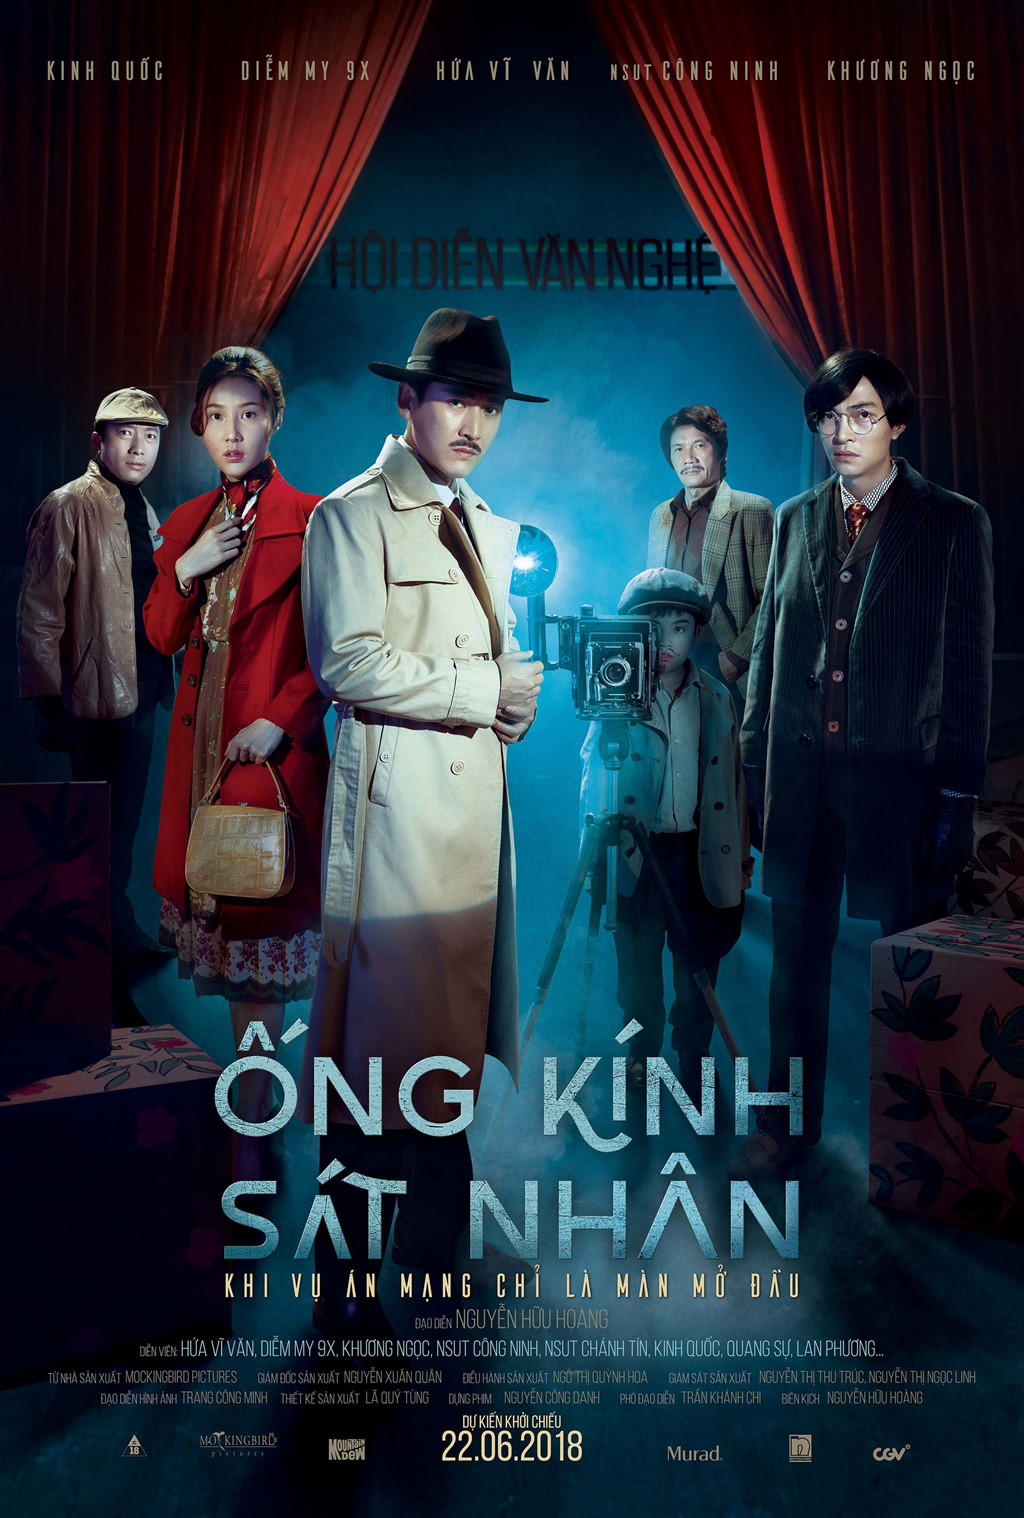 KINH QUỐC DIỄM MY 9X HỨA VĨ VĂN NSUT CÔNG NINH KHƯƠNG NGỌC
HỘI DIỄN VĂN NGHỆ
ỐNG KÍNH
SÁT NHÂN
KHI VỤ ÁN MẠNG CHỈ LÀ MÀN MỞ ĐẦU
ĐẠO DIỄN NGUYỄN HỮU HOÀNG
DIỄN VIÊN: HỨA VĨ VĂN, DIỄM MY 9X, KHƯƠNG NGỌC, NSUT CÔNG NINH, NSUT CHÁNH TÍN, KINH QUỐC, QUANG SỰ, LAN PHƯƠNG...
TỪ NHÀ SẢN XUẤT MOCKINGBIRD PICTURES GIÁM ĐỐC SẢN XUẤT NGUYỄN XUÂN QUÂN ĐIỀU HÀNH SẢN XUẤT NGÔ THỊ QUỲNH HOA GIÁM SÁT SẢN XUẤT NGUYỄN THỊ THU TRÚC, NGUYỄN THỊ NGỌC LINH
ĐẠO DIỄN HÌNH ẢNH TRANG CÔNG MINH THIẾT KẾ SẢN XUẤT LÃ QUÝ TÙNG DỰNG PHIM NGUYỄN CÔNG DANH PHÓ ĐẠO DIỄN TRẦN KHÁNH CHI BIÊN KỊCH NGUYỄN HỮU HOÀNG
DỰ KIẾN KHỞI CHIẾU
22.06.2018
C 18 MOCKINGBIRD pictures MOUNTAIN DEW Murad. CGV